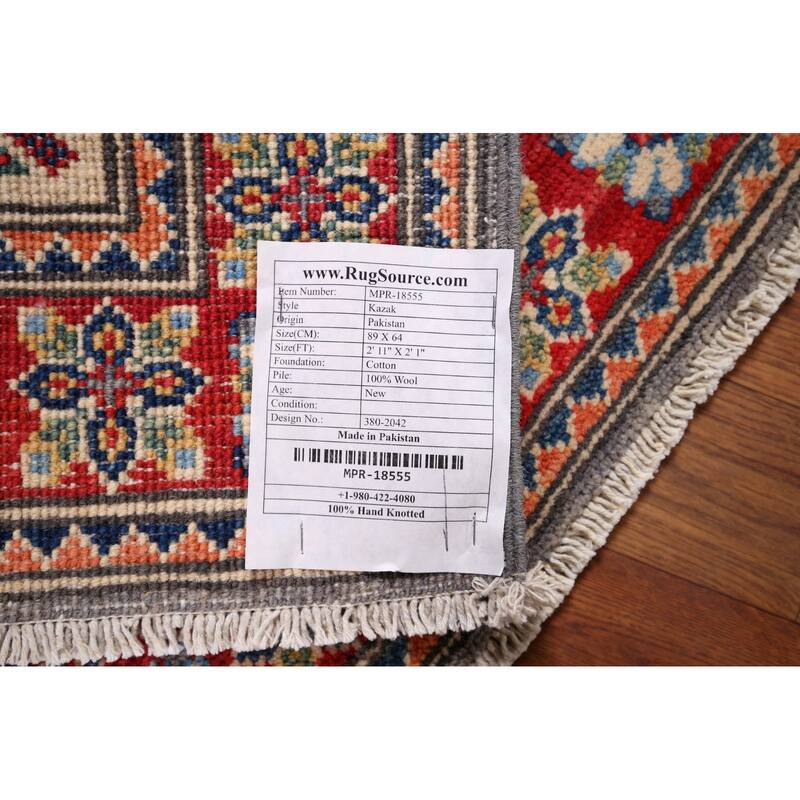 www.RugSource.com
Item Number: MPR-18555
Style Kazak
Origin Pakistan
Size(CM): 89 X 64
Size(FT): 2' 11" X 2' 1"
Foundation: Cotton
Pile: 100% Wool
Age: New
Condition:
Design No.: 380-2042
Made in Pakistan
MPR-18555
+1-980-422-4080
100% Hand Knotted